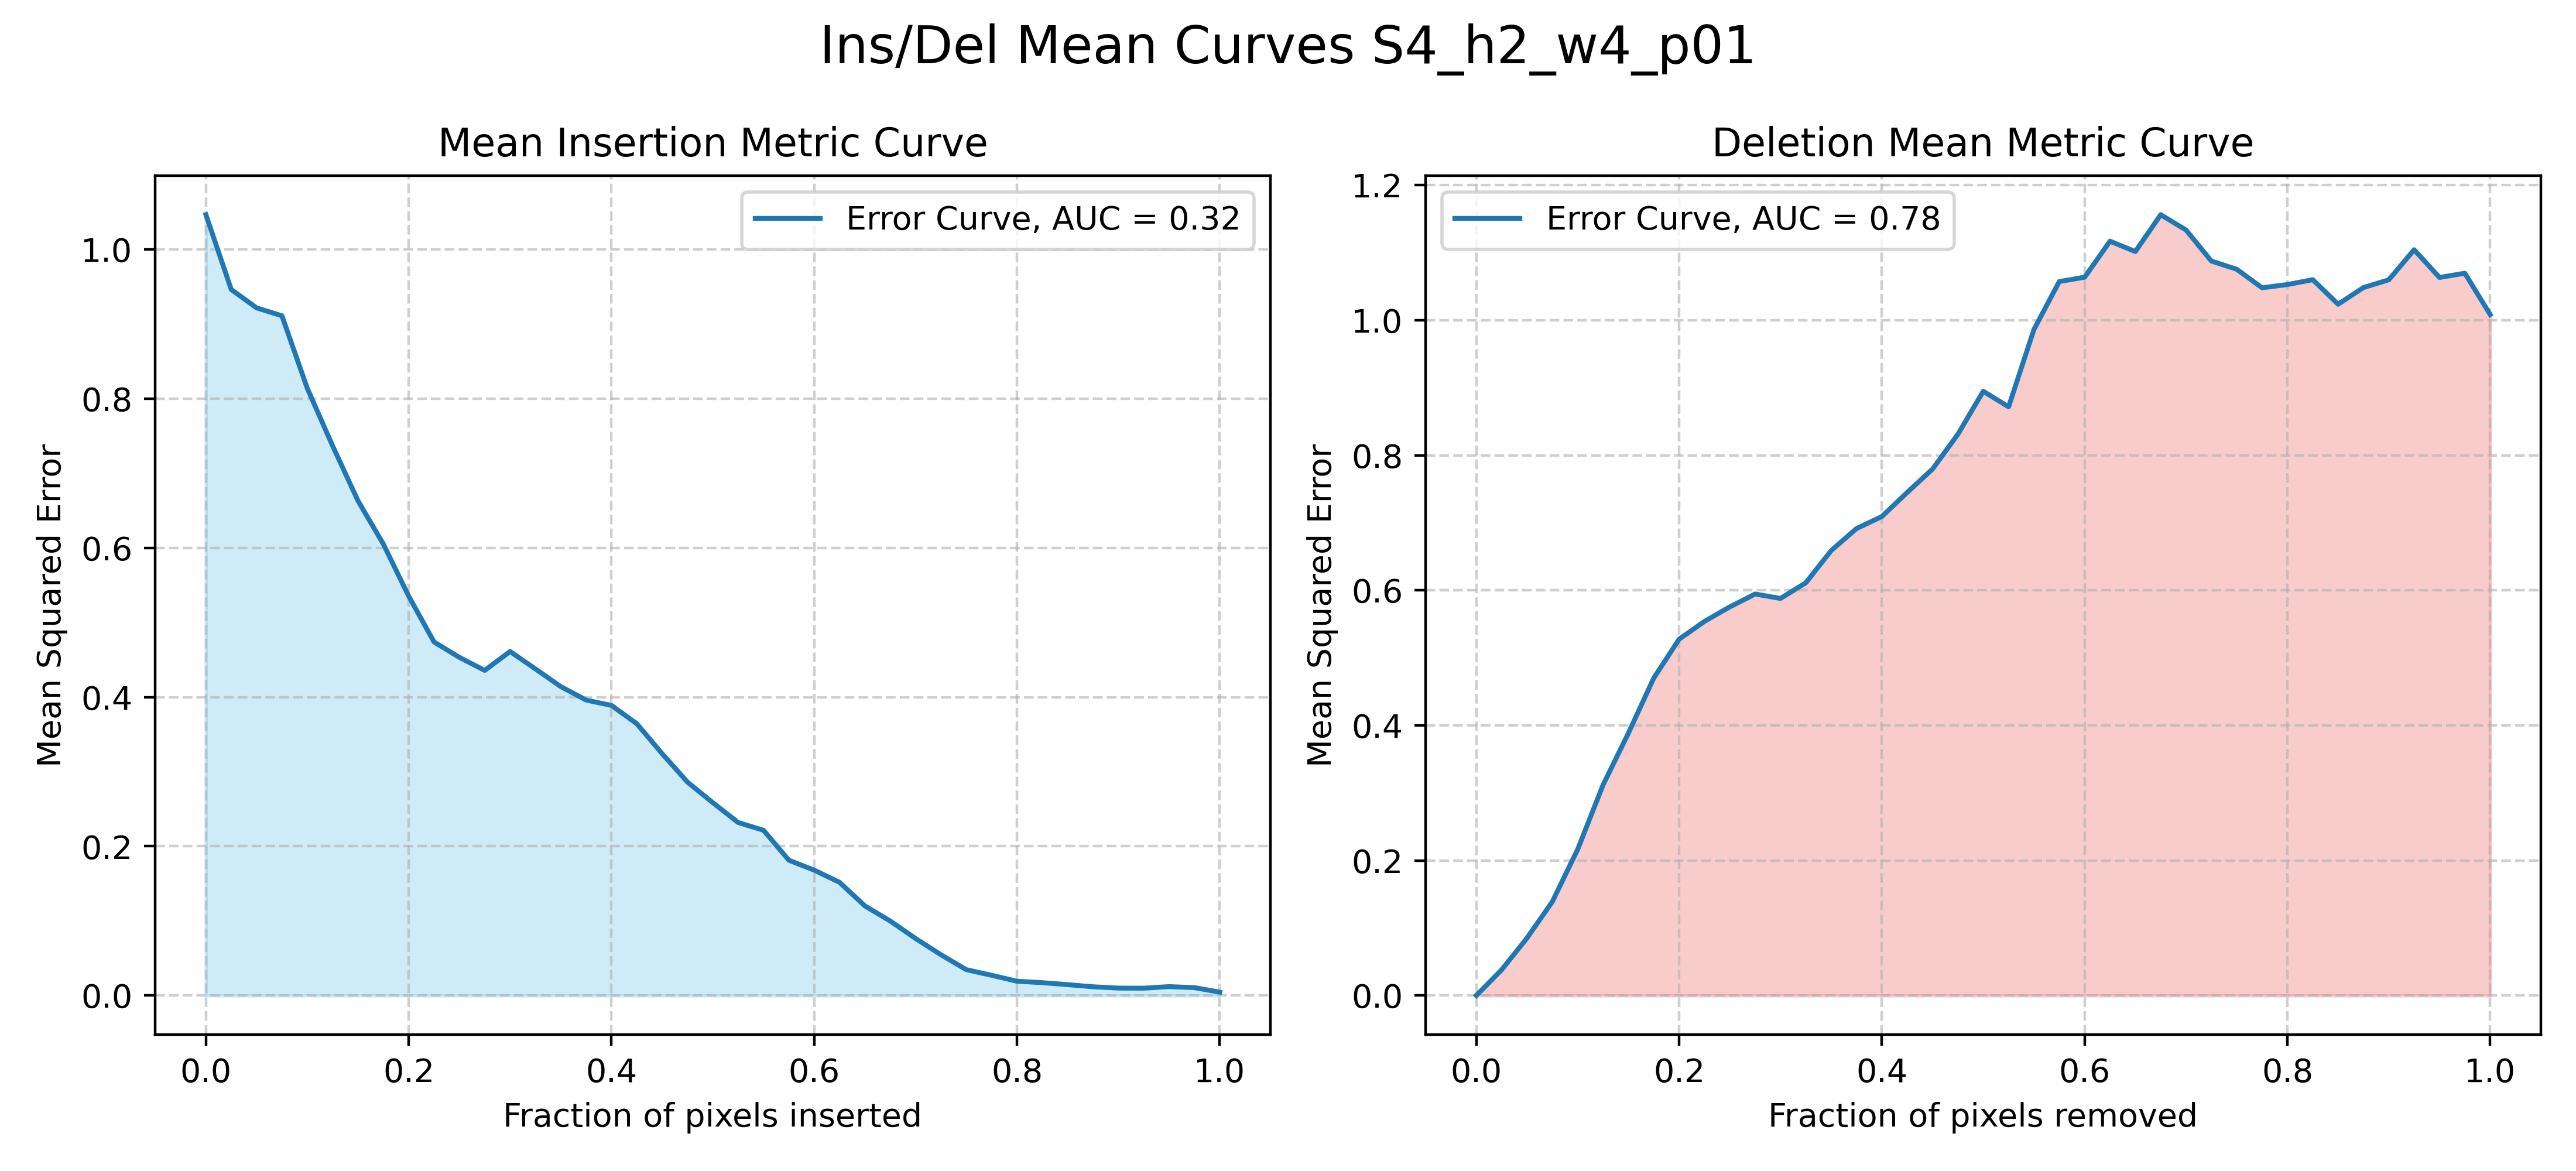 Ins/Del Mean Curves S4_h2_w4_p01
Mean Insertion Metric Curve
Error Curve, AUC = 0.32
Mean Squared Error
1.0
0.8
0.6
0.4
0.2
0.0
0.0 0.2 0.4 0.6 0.8 1.0
Fraction of pixels inserted
Deletion Mean Metric Curve
Error Curve, AUC = 0.78
Mean Squared Error
1.2
1.0
0.8
0.6
0.4
0.2
0.0
0.0 0.2 0.4 0.6 0.8 1.0
Fraction of pixels removed